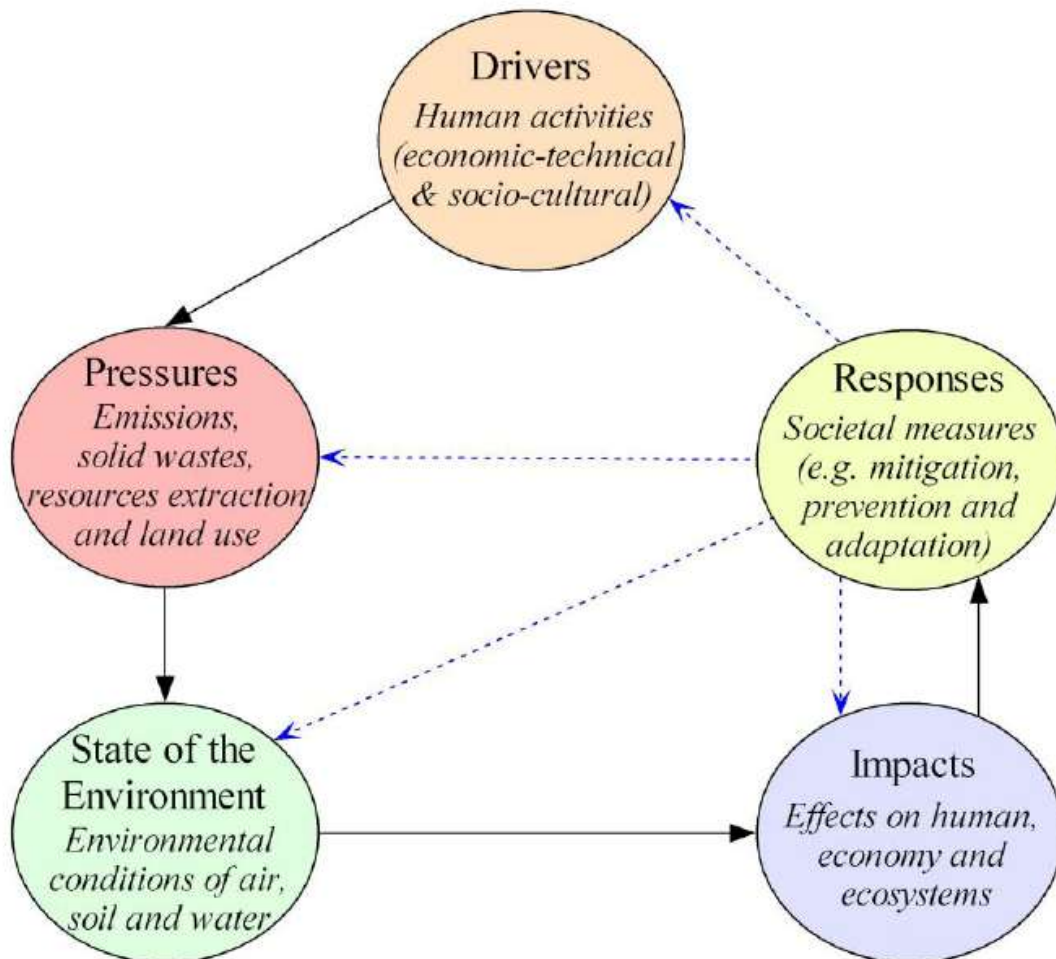 Drivers
Human activities
(economic-technical
& socio-cultural)
Pressures
Emissions,
solid wastes,
resources extraction
and land use
Responses
Societal measures
(e.g. mitigation,
prevention and
adaptation)
State of the
Environment
Environmental
conditions of air,
soil and water
Impacts
Effects on human,
economy and
ecosystems